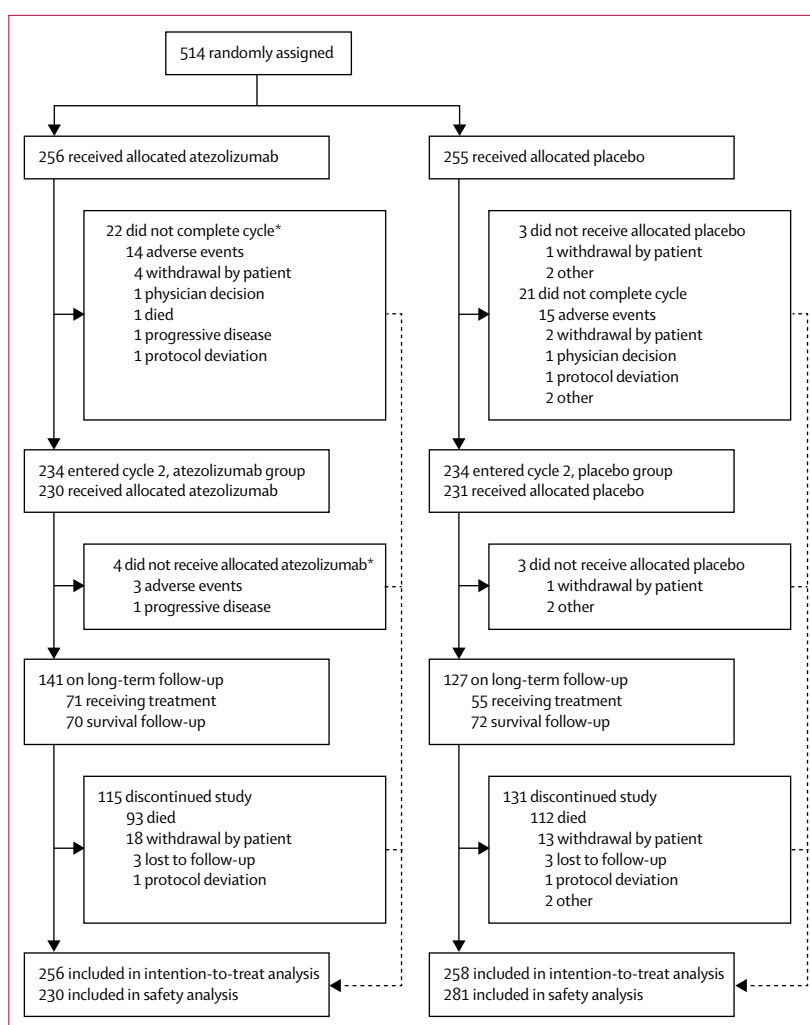 514 randomly assigned
256 received allocated atezolizumab
255 received allocated placebo
22 did not complete cycle*
14 adverse events
4 withdrawal by patient
1 physician decision
1 died
1 progressive disease
1 protocol deviation
3 did not receive allocated placebo
1 withdrawal by patient
2 other
21 did not complete cycle
15 adverse events
2 withdrawal by patient
1 physician decision
1 protocol deviation
2 other
234 entered cycle 2, atezolizumab group
230 received allocated atezolizumab
234 entered cycle 2, placebo group
231 received allocated placebo
4 did not receive allocated atezolizumab*
3 adverse events
1 progressive disease
3 did not receive allocated placebo
1 withdrawal by patient
2 other
141 on long-term follow-up
71 receiving treatment
70 survival follow-up
127 on long-term follow-up
55 receiving treatment
72 survival follow-up
115 discontinued study
93 died
18 withdrawal by patient
3 lost to follow-up
1 protocol deviation
131 discontinued study
112 died
13 withdrawal by patient
3 lost to follow-up
1 protocol deviation
2 other
256 included in intention-to-treat analysis
230 included in safety analysis
258 included in intention-to-treat analysis
281 included in safety analysis